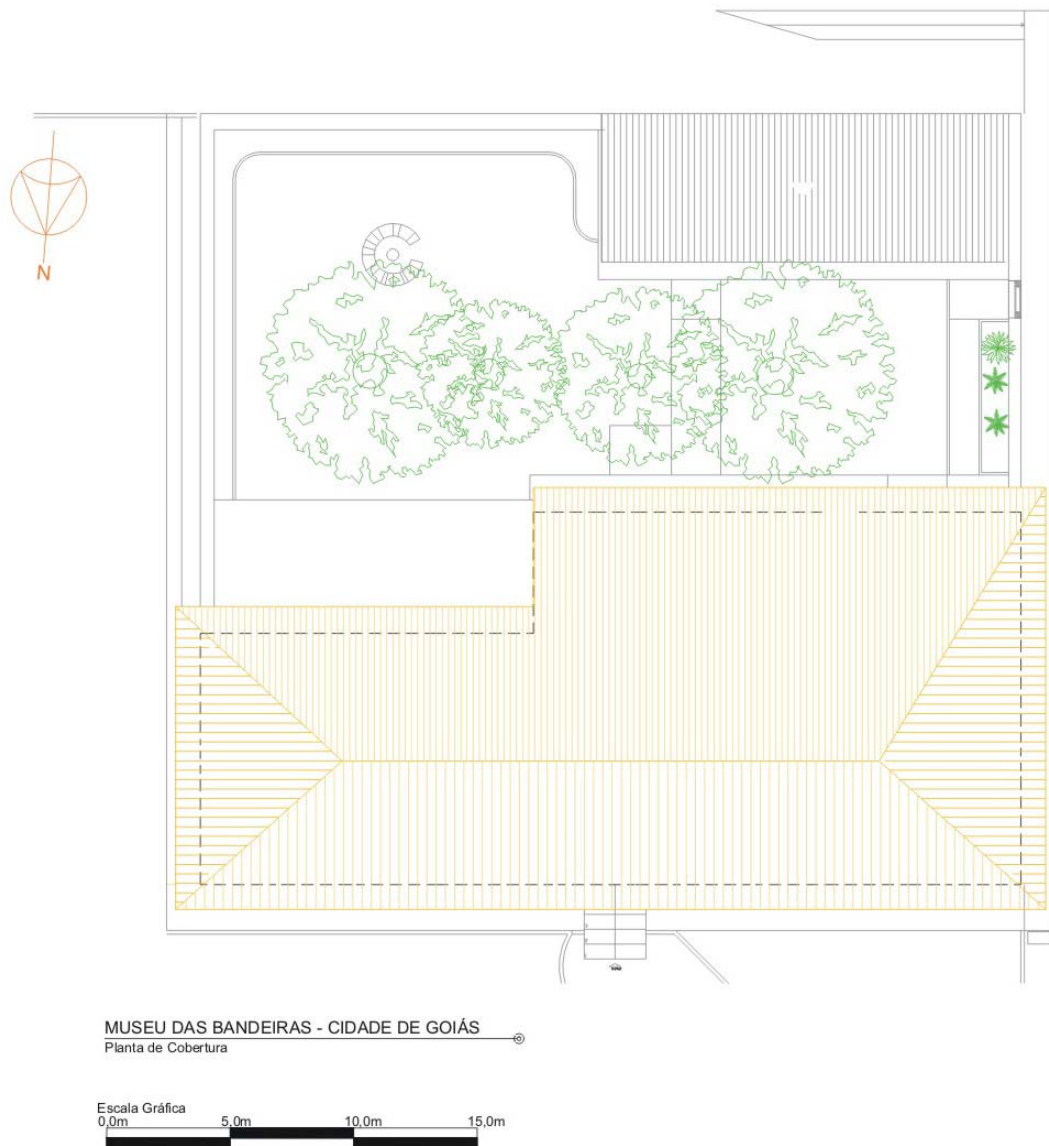 N
MUSEU DAS BANDEIRAS - CIDADE DE GOIÁS
Planta de Cobertura
Escala Gráfica
0,0m 5,0m 10,0m 15,0m